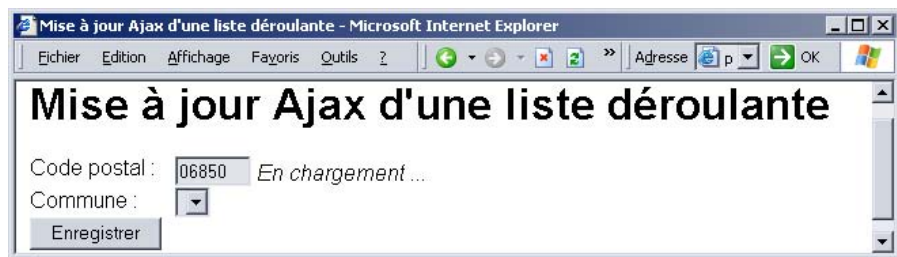 Mise à jour Ajax d'une liste déroulante - Microsoft Internet Explorer
Fichier Edition Affichage Favoris Outils ? » Adresse p OK
Mise à jour Ajax d'une liste déroulante
Code postal : 06850 En chargement ...
Commune :
Enregistrer